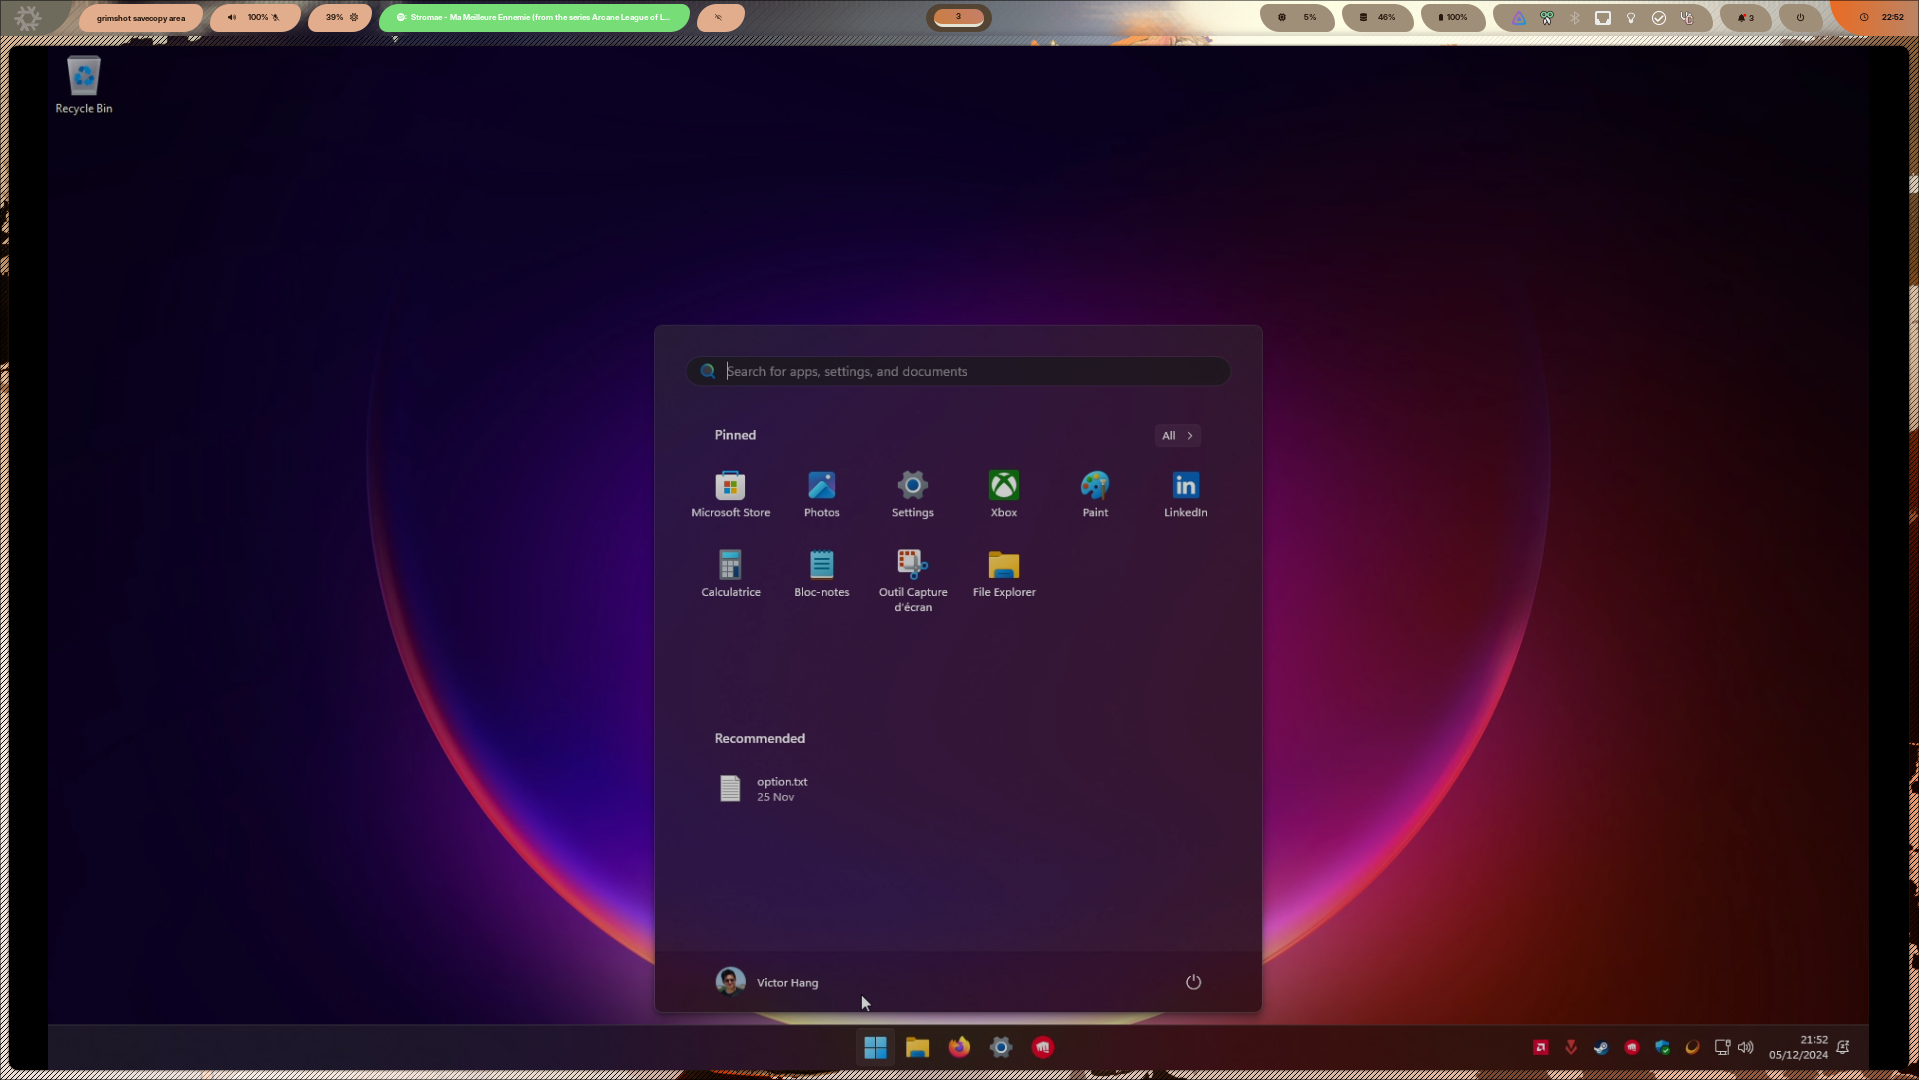 grimshot savecopy area
100%
39%
Stromae - Ma Meilleure Ennemie (from the series Arcane League of L...
3
5%
46%
100%
3
22:52
Recycle Bin
Search for apps, settings, and documents
Pinned
All
Microsoft Store
Photos
Settings
Xbox
Paint
LinkedIn
Calculatrice
Bloc-notes
Outil Capture
d'écran
File Explorer
Recommended
option.txt
25 Nov
Victor Hang
21:52
05/12/2024